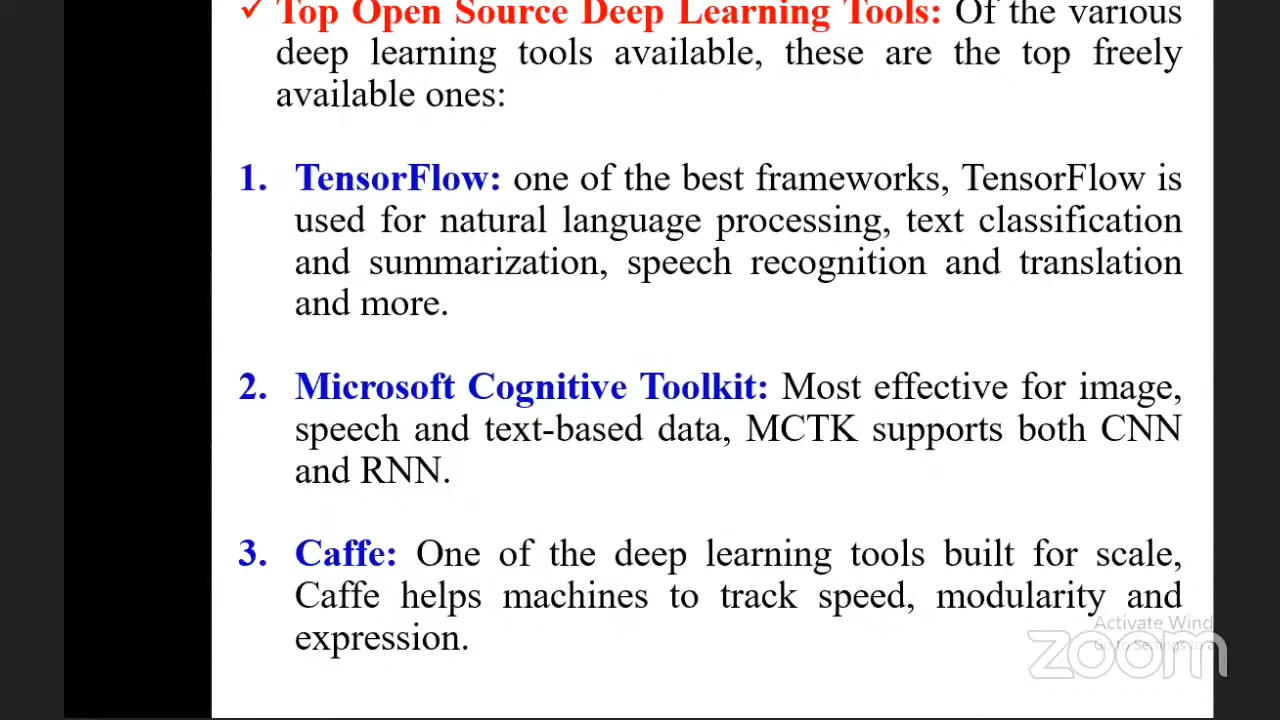 ✓ Top Open Source Deep Learning Tools: Of the various
deep learning tools available, these are the top freely
available ones:
1. TensorFlow: one of the best frameworks, TensorFlow is
used for natural language processing, text classification
and summarization, speech recognition and translation
and more.
2. Microsoft Cognitive Toolkit: Most effective for image,
speech and text-based data, MCTK supports both CNN
and RNN.
3. Caffe: One of the deep learning tools built for scale,
Caffe helps machines to track speed, modularity and
expression.
Activate Wind
Go to Settings to a
zoom